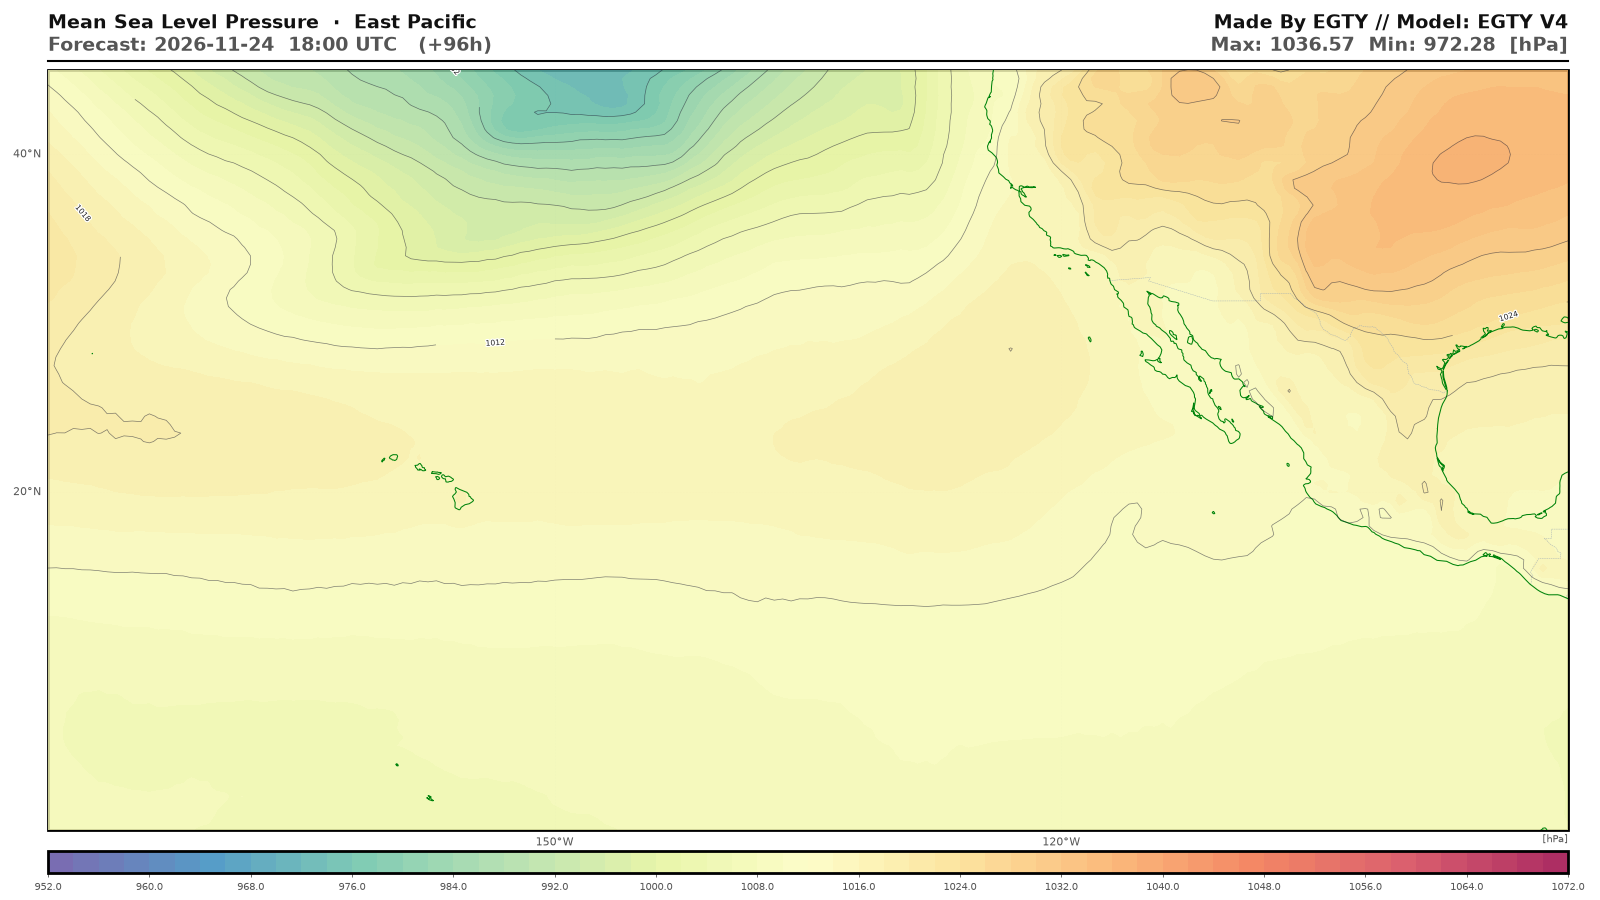 Mean Sea Level Pressure · East Pacific
Made By EGTY // Model: EGTY V4
Forecast: 2026-11-24 18:00 UTC (+96h)
Max: 1036.57 Min: 972.28 [hPa]
40°N
1018
1024
1012
20°N
150°W
120°W
[hPa]
952.0 960.0 968.0 976.0 984.0 992.0 1000.0 1008.0 1016.0 1024.0 1032.0 1040.0 1048.0 1056.0 1064.0 1072.0